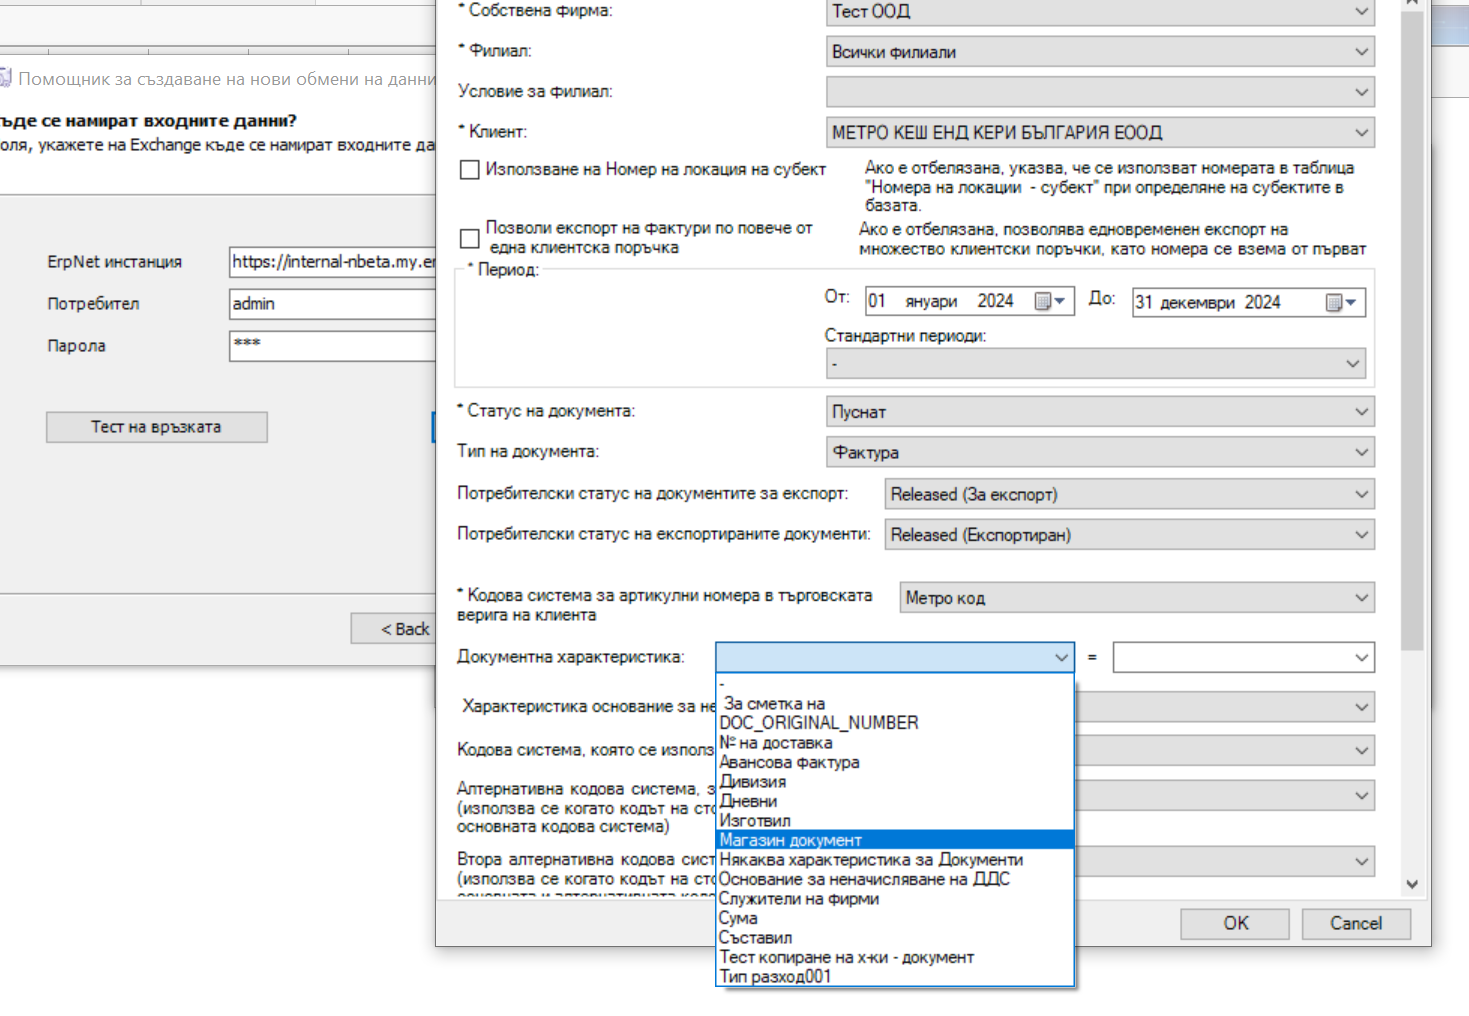 Помощник за създаване на нови обмени на данни
къде се намират входните данни?
оля, укажете на Exchange къде се намират входните да
ErpNet инстанция
https://internal-nbeta.my.er
Потребител
admin
Парола
***
Тест на връзката
< Back
* Собствена фирма:
Тест ООД
* Филиал:
Всички филиали
Условие за филиал:
* Клиент:
МЕТРО КЕШ ЕНД КЕРИ БЪЛГАРИЯ ЕООД
Използване на Номер на локация на субект
Ако е отбелязана, указва, че се използват номерата в таблица
"Номера на локации - субект" при определяне на субектите в
базата.
Позволи експорт на фактури по повече от
една клиентска поръчка
Ако е отбелязана, позволява едновременен експорт на
множество клиентски поръчки, като номера се взема от първат
* Период:
От:
01 януари 2024
До:
31 декември 2024
Стандартни периоди:
-
* Статус на документа:
Пуснат
Тип на документа:
Фактура
Потребителски статус на документите за експорт:
Released (За експорт)
Потребителски статус на експортираните документи:
Released (Експортиран)
* Кодова система за артикулни номера в търговската
верига на клиента
Метро код
Документна характеристика:
=
-
За сметка на
DOC_ORIGINAL_NUMBER
№ на доставка
Авансова фактура
Дивизия
Дневни
Изготвил
Магазин документ
Някаква характеристика за Документи
Основание за неначисляване на ДДС
Служители на фирми
Сума
Съставил
Тест копиране на х-ки - документ
Тип разход001
Характеристика основание за не
Кодова система, която се използ
Алтернативна кодова система, з
(използва се когато кодът на сто
основната кодова система)
Втора алтернативна кодова сист
(използва се когато кодът на сто
OK
Cancel